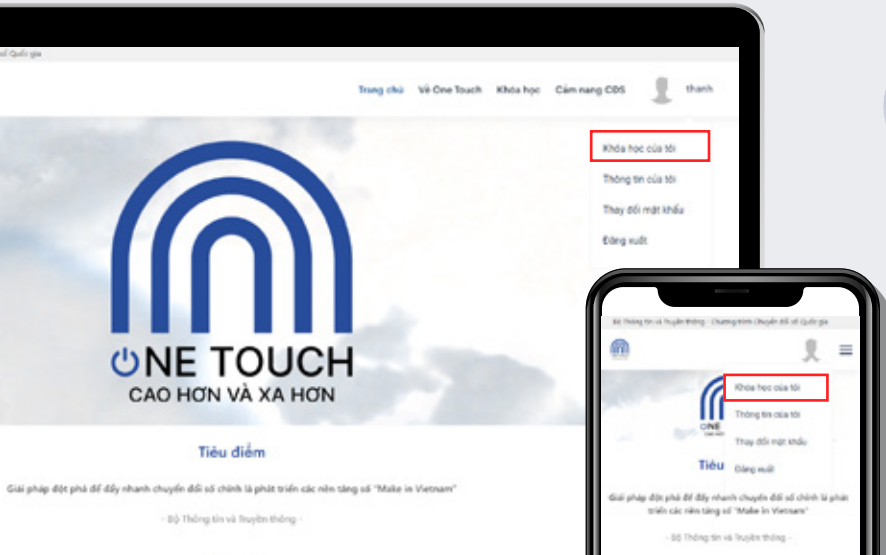 số Quốc gia
Trang chủ Về One Touch Khóa học Cẩm nang CĐS thanh
Khóa học của tôi
Thông tin của tôi
Thay đổi mật khẩu
Đăng xuất
ONE TOUCH
CAO HƠN VÀ XA HƠN
Tiêu điểm
Giải pháp đột phá để đẩy nhanh chuyển đổi số chính là phát triển các nền tảng số "Make in Vietnam"
- Bộ Thông tin và Truyền thông -
Bộ Thông tin và Truyền thông - Chương trình Chuyển đổi số Quốc gia
Khóa học của tôi
Thông tin của tôi
Thay đổi mật khẩu
Đăng xuất
ONE
Tiêu
Giải pháp đột phá để đẩy nhanh chuyển đổi số chính là phát
triển các nền tảng số "Make in Vietnam"
- Bộ Thông tin và Truyền thông -